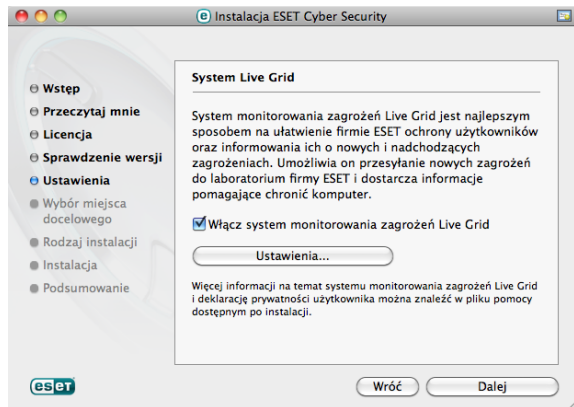 Instalacja ESET Cyber Security
Wstęp
Przeczytaj mnie
Licencja
Sprawdzenie wersji
Ustawienia
Wybór miejsca
docelowego
Rodzaj instalacji
Instalacja
Podsumowanie
System Live Grid
System monitorowania zagrożeń Live Grid jest najlepszym
sposobem na ułatwienie firmie ESET ochrony użytkowników
oraz informowania ich o nowych i nadchodzących
zagrożeniach. Umożliwia on przesyłanie nowych zagrożeń
do laboratorium firmy ESET i dostarcza informacje
pomagające chronić komputer.
Włącz system monitorowania zagrożeń Live Grid
Ustawienia...
Więcej informacji na temat systemu monitorowania zagrożeń Live Grid
i deklarację prywatności użytkownika można znaleźć w pliku pomocy
dostępnym po instalacji.
eseT
Wróć
Dalej